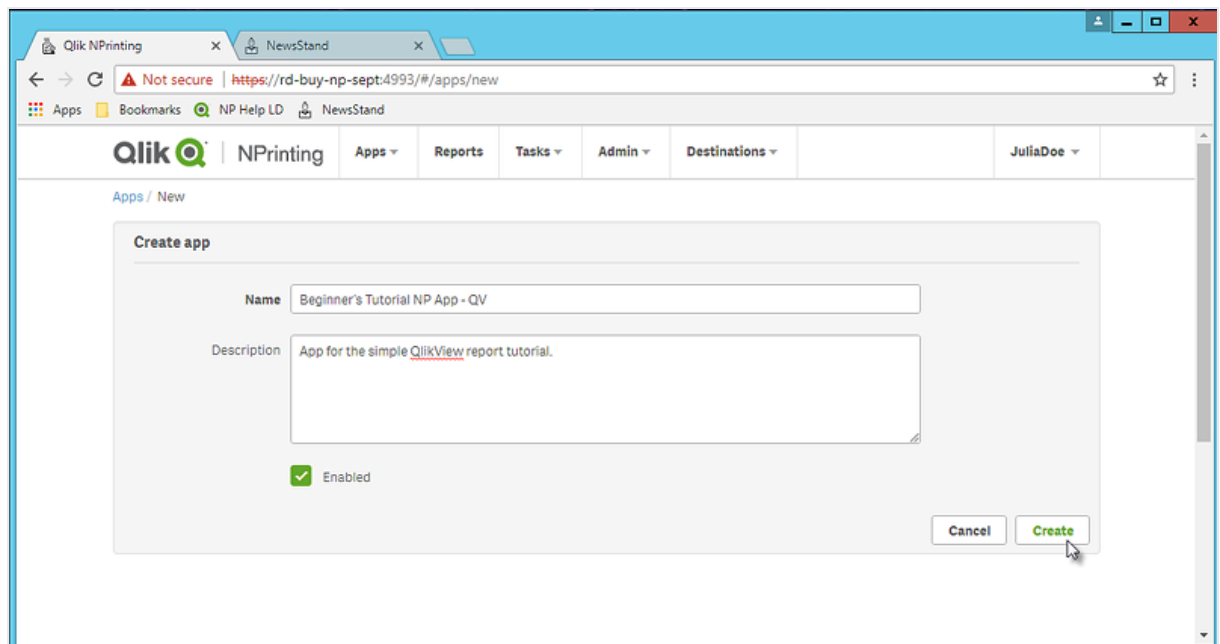 Qlik NPrinting
NewsStand
Not secure | https://rd-buy-np-sept:4993/#/apps/new
Apps Bookmarks NP Help LD NewsStand
Qlik NPrinting Apps Reports Tasks Admin Destinations JuliaDoe
Apps / New
Create app
Name Beginner's Tutorial NP App - QV
Description App for the simple QlikView report tutorial.
Enabled
Cancel Create